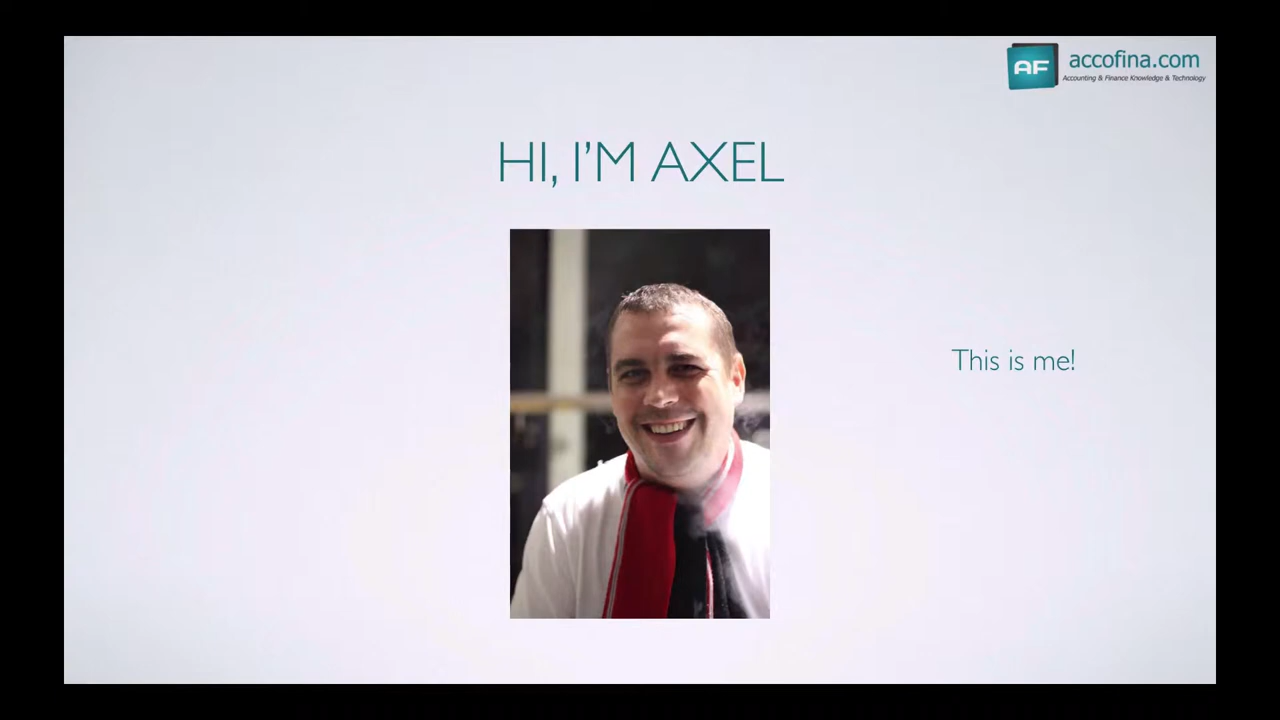 AF accofina.com
Accounting & Finance Knowledge & Technology
HI, I'M AXEL
This is me!